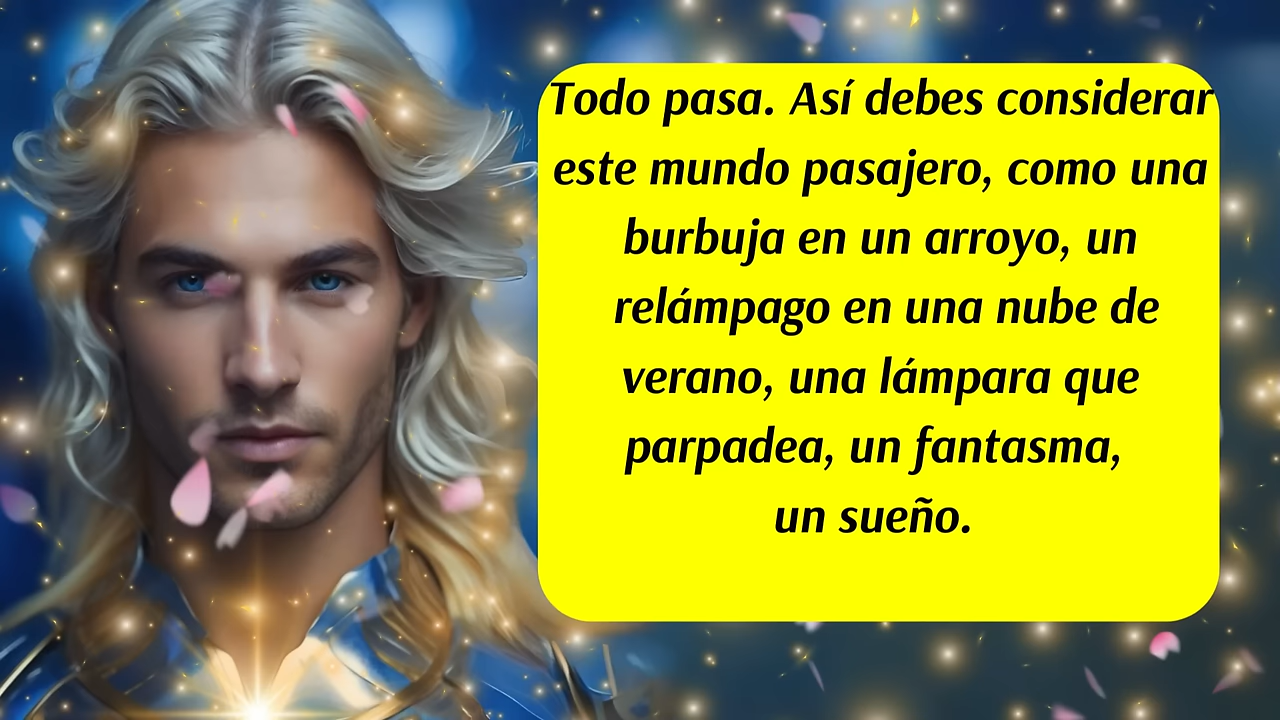 Todo pasa. Así debes considerar
este mundo pasajero, como una
burbuja en un arroyo, un
relámpago en una nube de
verano, una lámpara que
parpadea, un fantasma,
un sueño.